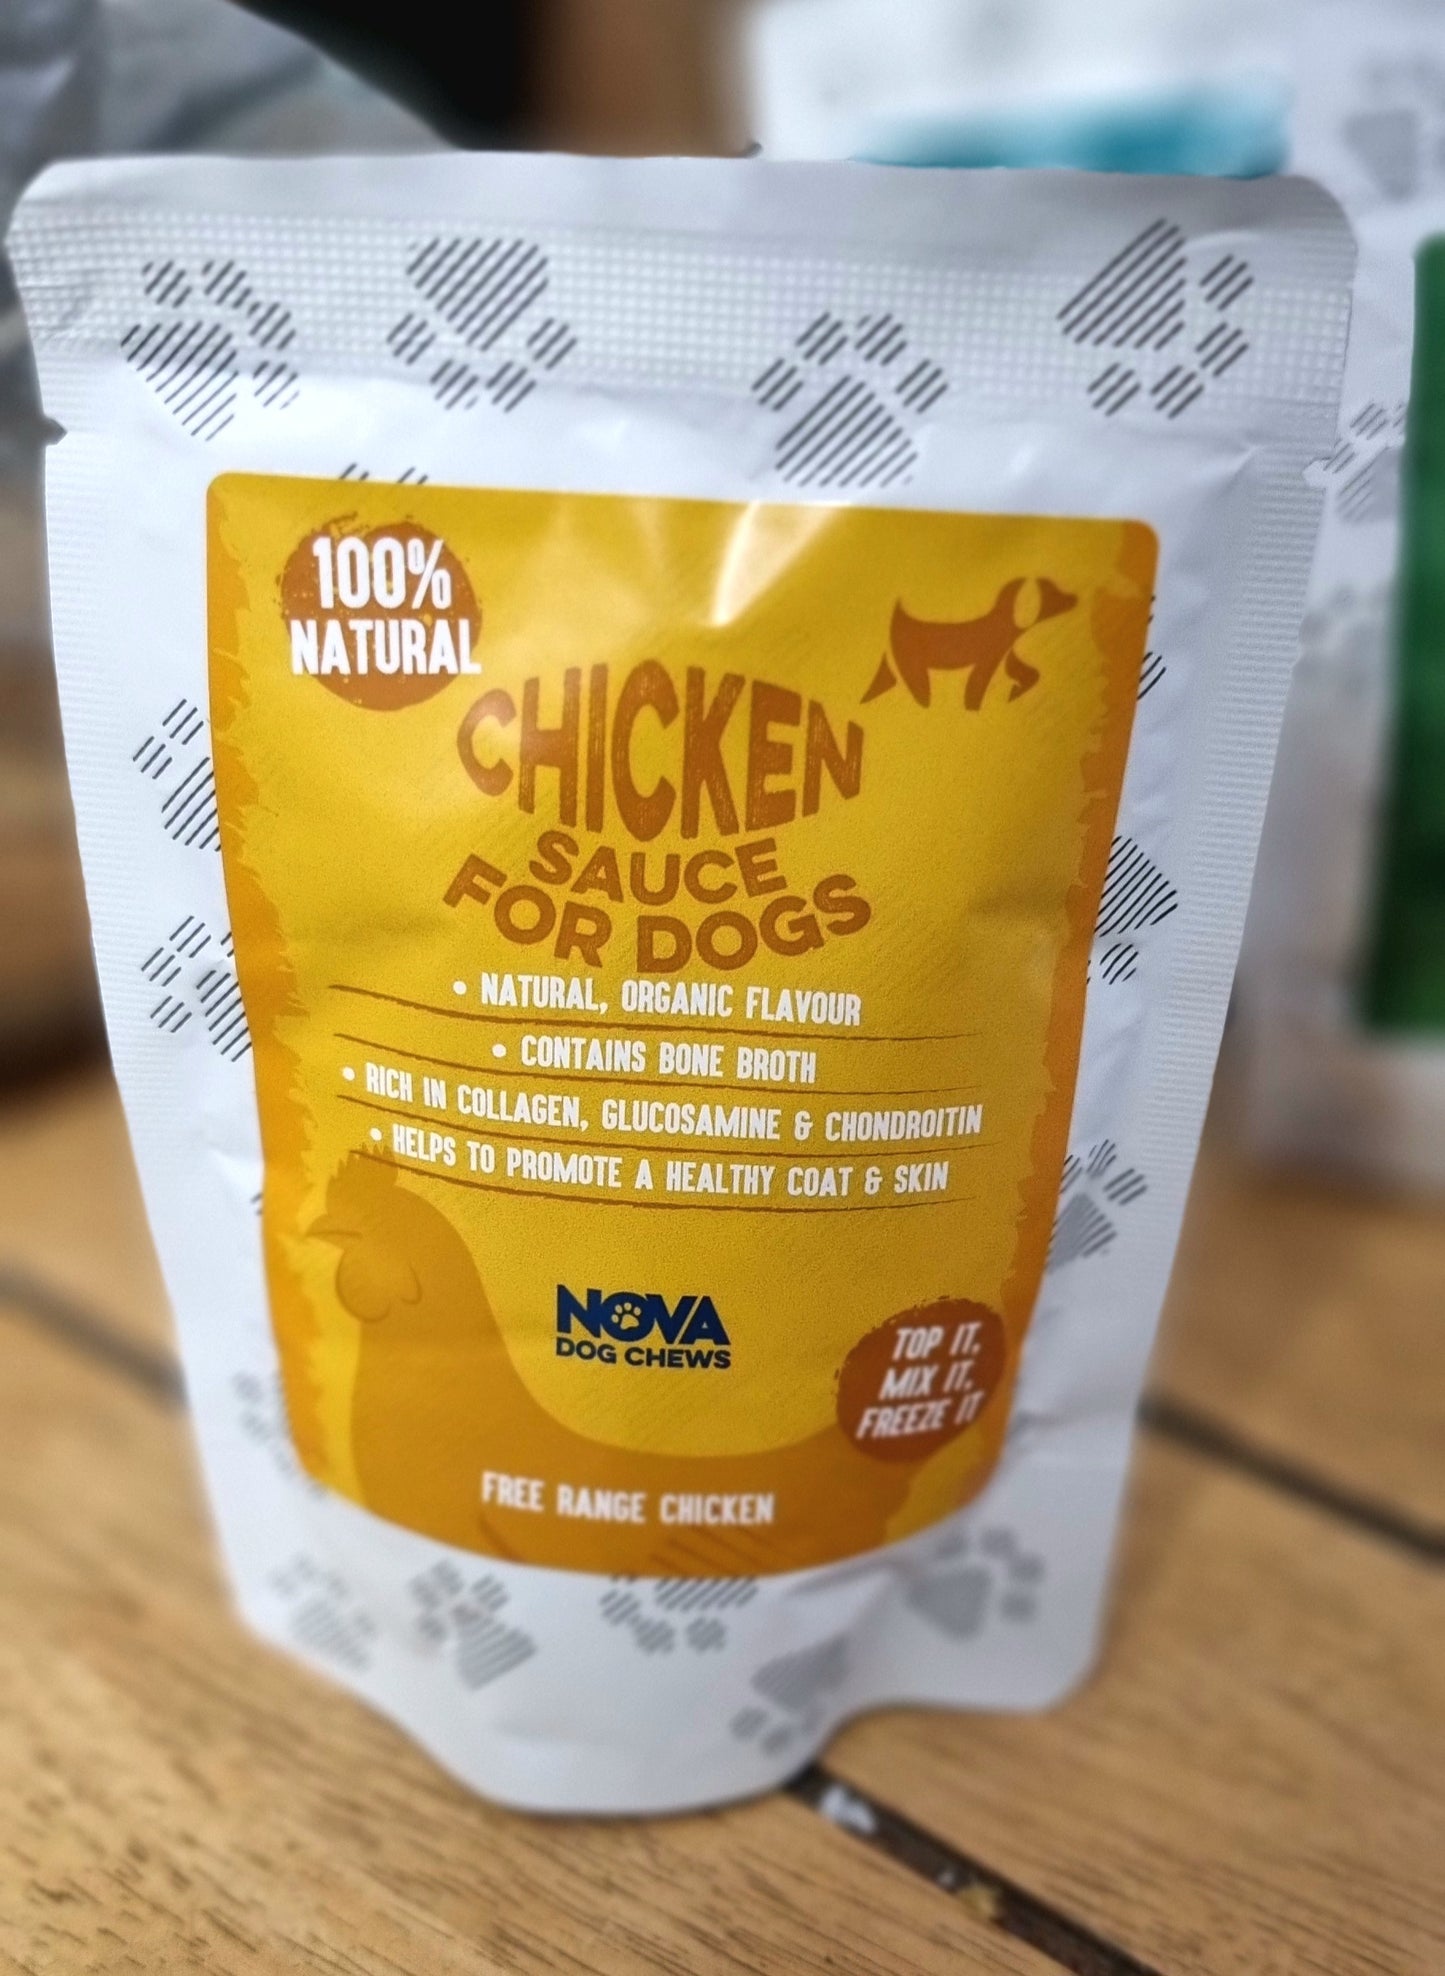 100%
NATURAL
CHICKEN
SAUCE
FOR DOGS
• NATURAL, ORGANIC FLAVOUR
• CONTAINS BONE BROTH
• RICH IN COLLAGEN, GLUCOSAMINE & CHONDROITIN
• HELPS TO PROMOTE A HEALTHY COAT & SKIN
NOVA
DOG CHEWS
TOP IT,
MIX IT,
FREEZE IT
FREE RANGE CHICKEN